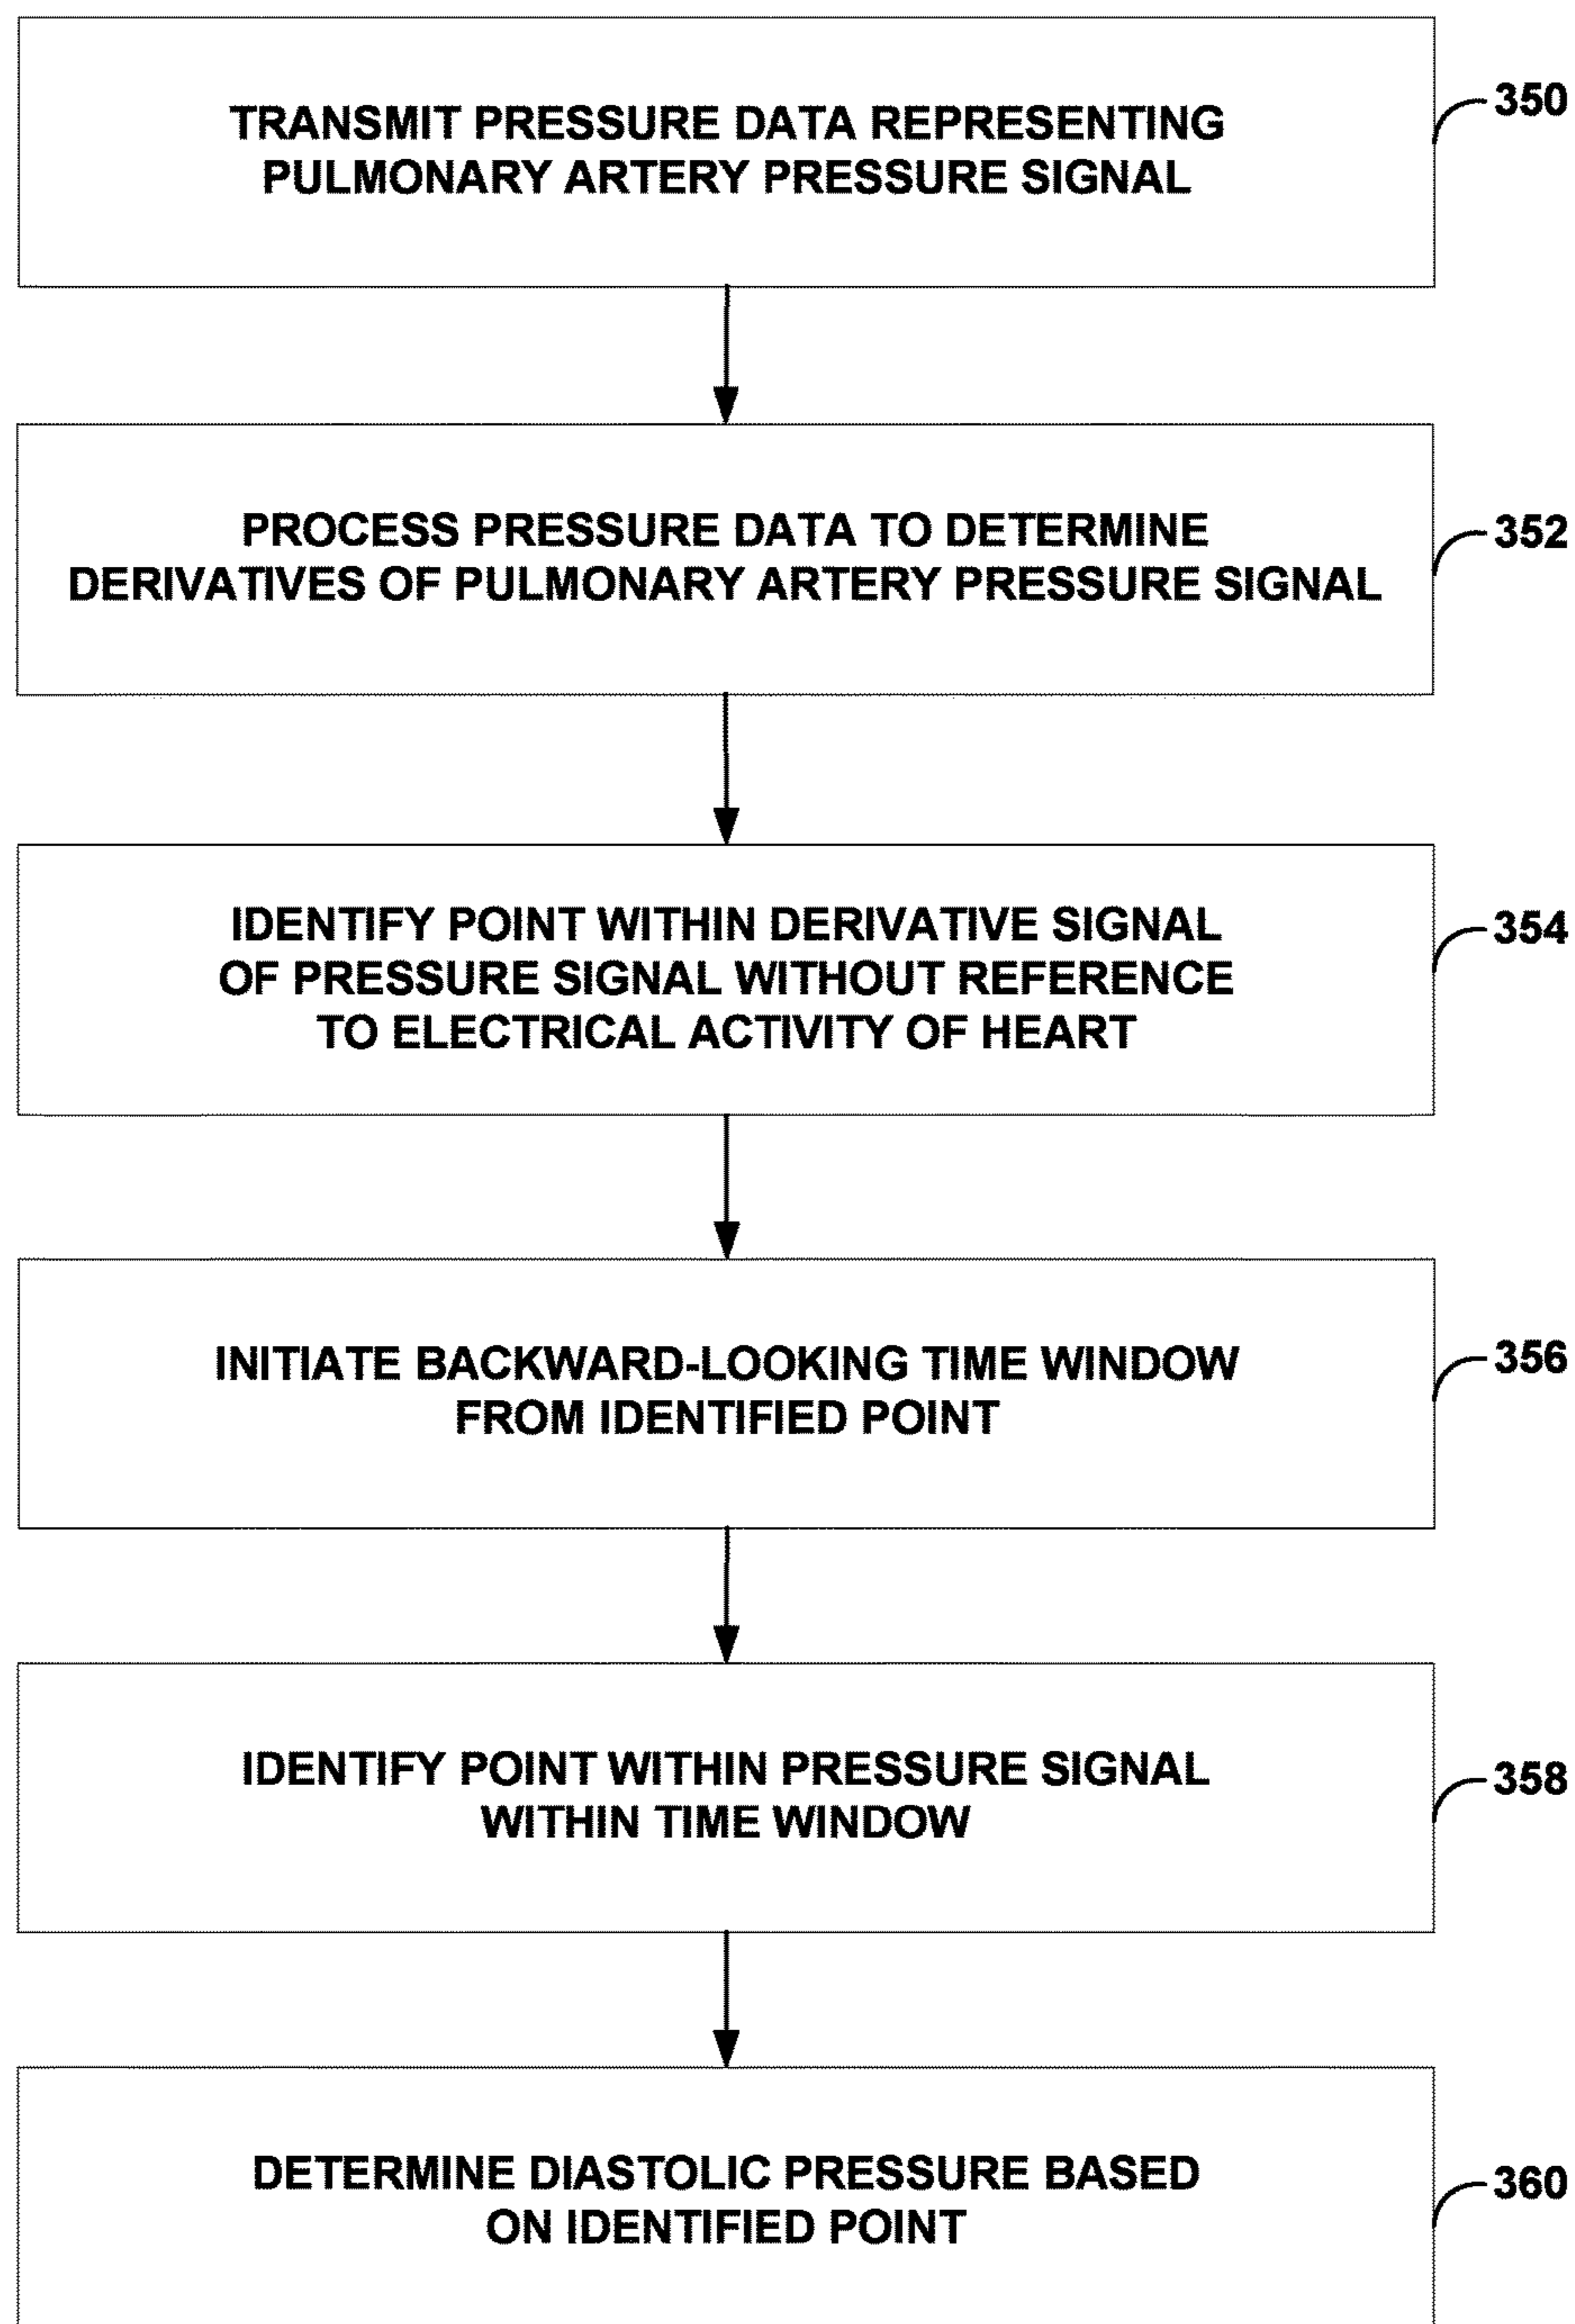 TRANSMIT PRESSURE DATA REPRESENTING
PULMONARY ARTERY PRESSURE SIGNAL
350
PROCESS PRESSURE DATA TO DETERMINE
DERIVATIVES OF PULMONARY ARTERY PRESSURE SIGNAL
352
IDENTIFY POINT WITHIN DERIVATIVE SIGNAL
OF PRESSURE SIGNAL WITHOUT REFERENCE
TO ELECTRICAL ACTIVITY OF HEART
354
INITIATE BACKWARD-LOOKING TIME WINDOW
FROM IDENTIFIED POINT
356
IDENTIFY POINT WITHIN PRESSURE SIGNAL
WITHIN TIME WINDOW
358
DETERMINE DIASTOLIC PRESSURE BASED
ON IDENTIFIED POINT
360